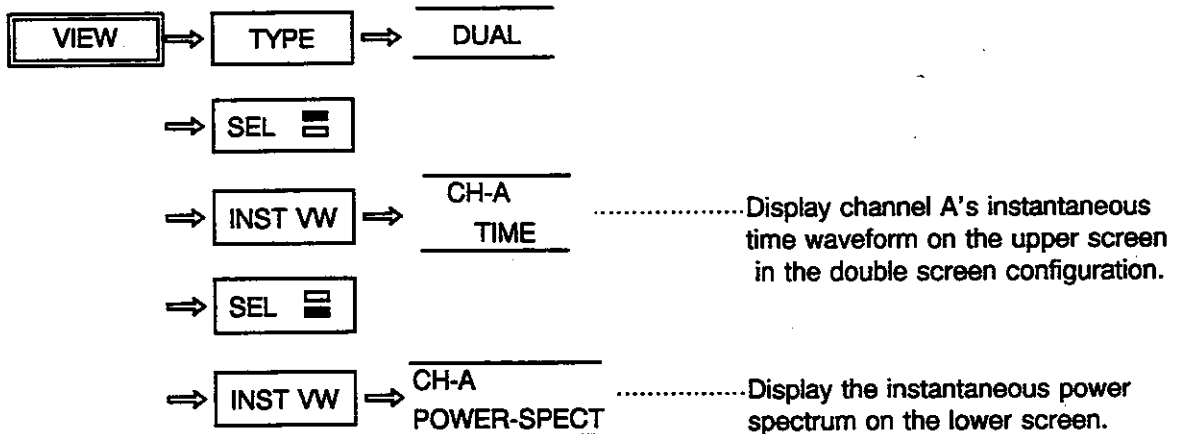 VIEW ⇒ TYPE ⇒ DUAL
⇒ SEL
⇒ INST VW ⇒ CH-A
TIME
Display channel A's instantaneous
time waveform on the upper screen
in the double screen configuration.
⇒ SEL
⇒ INST VW ⇒ CH-A
POWER-SPECT
Display the instantaneous power
spectrum on the lower screen.